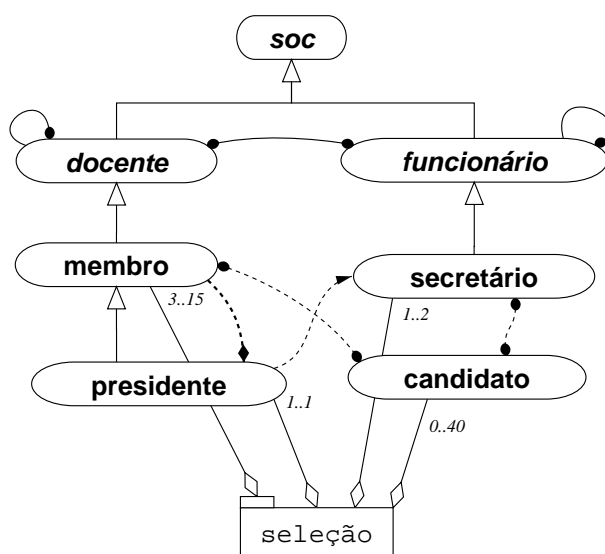 soc
docente
funcionário
membro
secretário
3..15
1..2
presidente
candidato
1..1
0..40
seleção